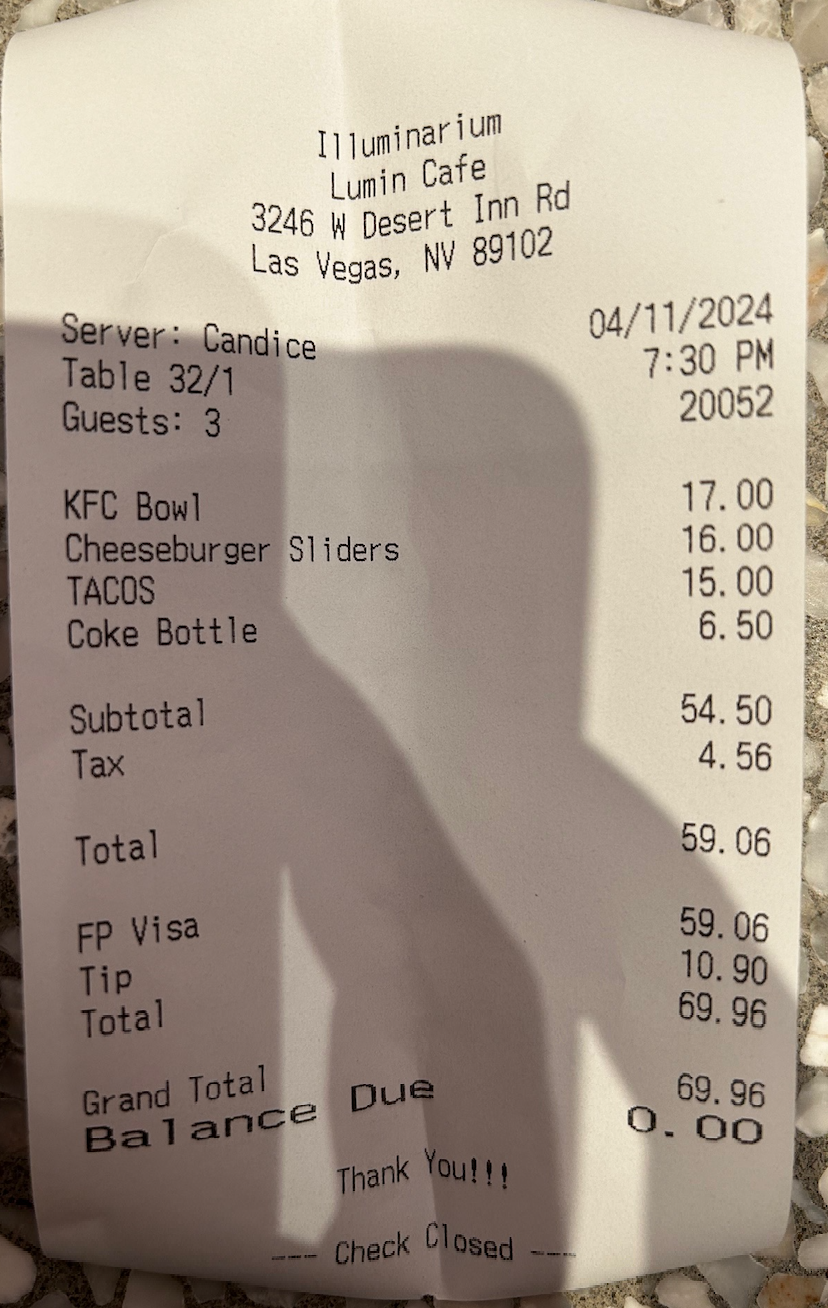 Illuminarium
Lumin Cafe
3246 W Desert Inn Rd
Las Vegas, NV 89102
Server: Candice 04/11/2024
Table 32/1 7:30 PM
Guests: 3 20052
KFC Bowl 17.00
Cheeseburger Sliders 16.00
TACOS 15.00
Coke Bottle 6.50
Subtotal 54.50
Tax 4.56
Total 59.06
FP Visa 59.06
Tip 10.90
Total 69.96
Grand Total 69.96
Balance Due 0.00
Thank You!!!
--- Check Closed ---